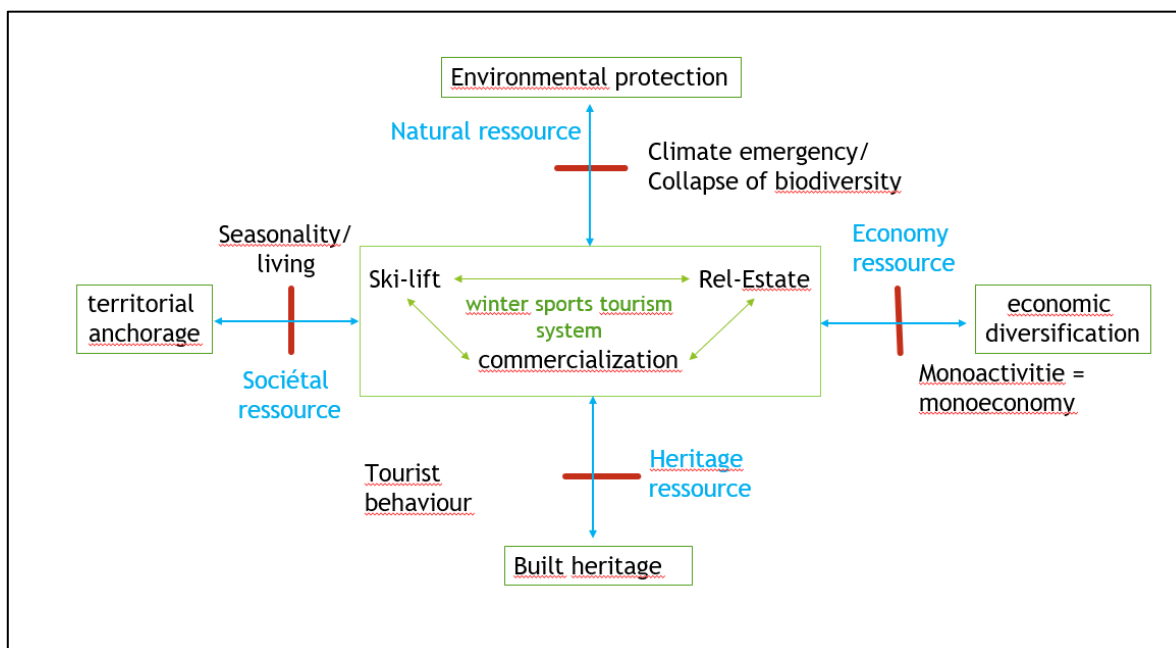 Environmental protection
Natural ressource
Climate emergency/
Collapse of biodiversity
Seasonality/
living
Economy
ressource
Ski-lift
Rel-Estate
winter sports tourism
system
commercialization
territorial
anchorage
economic
diversification
Sociétal
ressource
Monoactivitie =
monoeconomy
Tourist
behaviour
Heritage
ressource
Built heritage